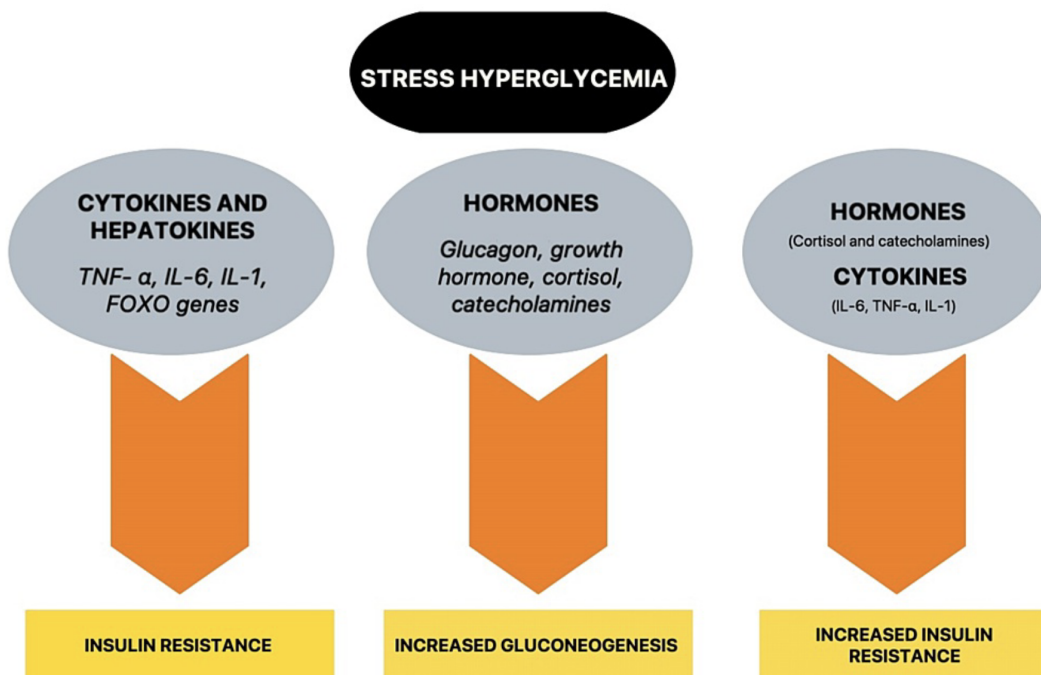 STRESS HYPERGLYCEMIA
CYTOKINES AND
HEPATOKINES
TNF- α, IL-6, IL-1,
FOXO genes
HORMONES
Glucagon, growth
hormone, cortisol,
catecholamines
HORMONES
(Cortisol and catecholamines)
CYTOKINES
(IL-6, TNF-α, IL-1)
INSULIN RESISTANCE
INCREASED GLUCONEOGENESIS
INCREASED INSULIN
RESISTANCE